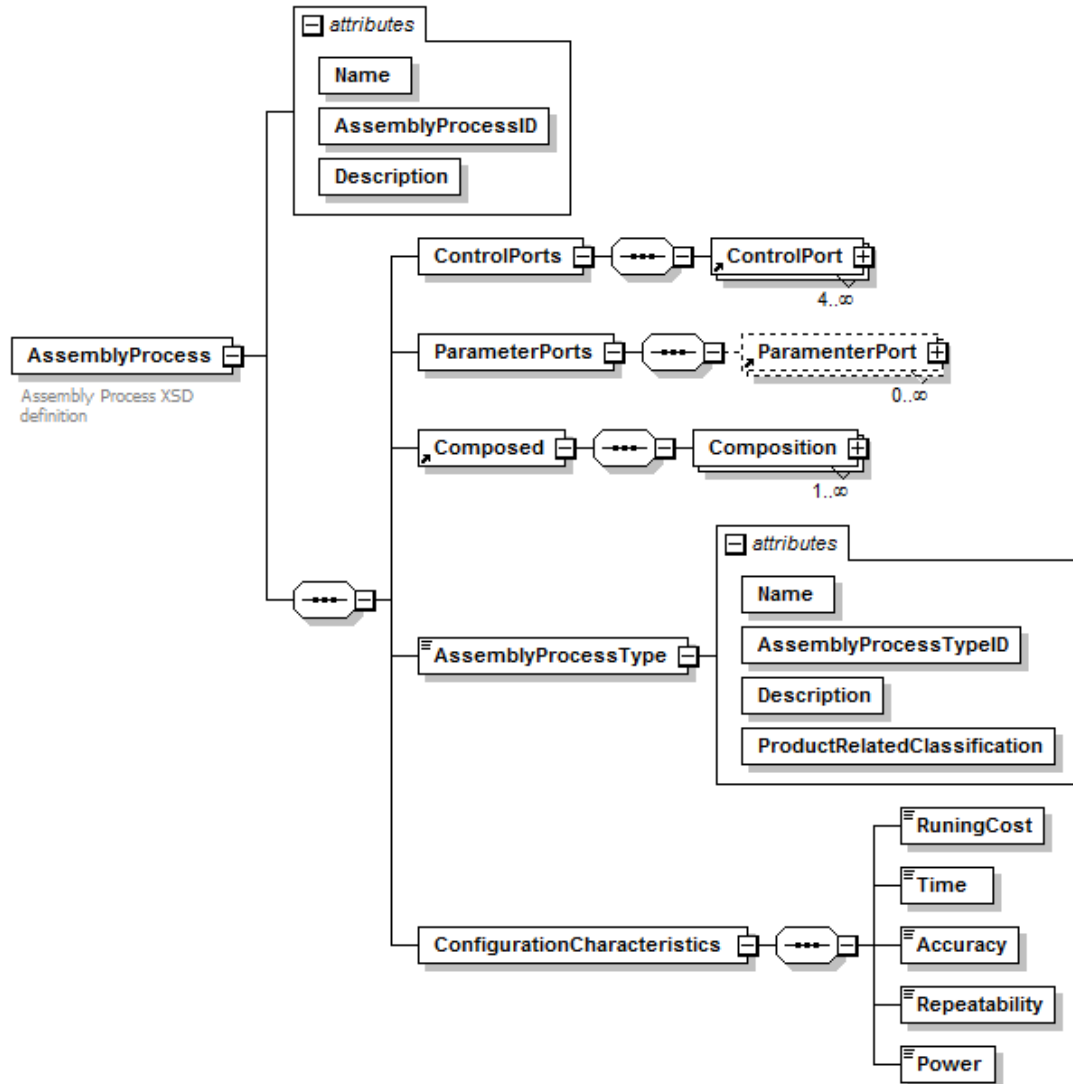 attributes
Name
AssemblyProcessID
Description
ControlPorts
ControlPort
4..∞
AssemblyProcess
Assembly Process XSD
definition
ParameterPorts
ParamenterPort
0..∞
Composed
Composition
1..∞
attributes
Name
AssemblyProcessTypeID
Description
ProductRelatedClassification
AssemblyProcessType
ConfigurationCharacteristics
RuningCost
Time
Accuracy
Repeatability
Power